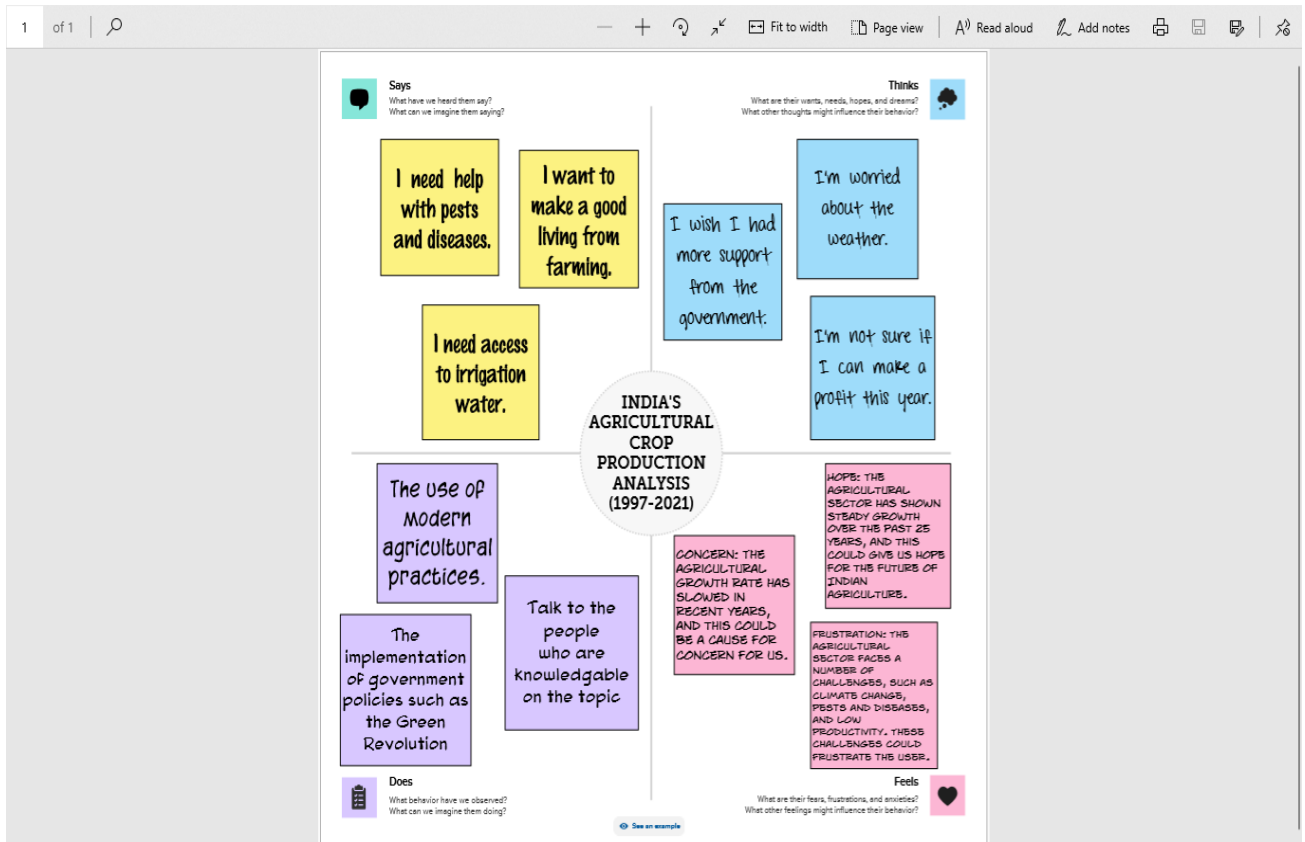 1 of 1
Fit to width
Page view
Read aloud
Add notes
Says
What have we heard them say?
What can we imagine them saying?
Thinks
What are their wants, needs, hopes, and dreams?
What other thoughts might influence their behavior?
I need help
with pests
and diseases.
I want to
make a good
living from
farming.
I need access
to irrigation
water.
I wish I had
more support
from the
government.
I'm worried
about the
weather.
I'm not sure if
I can make a
profit this year.
INDIA'S
AGRICULTURAL
CROP
PRODUCTION
ANALYSIS
(1997-2021)
The use of
modern
agricultural
practices.
Talk to the
people
who are
knowledgable
on the topic
The
implementation
of government
policies such as
the Green
Revolution
CONCERN: THE
AGRICULTURAL
GROWTH RATE HAS
SLOWED IN
RECENT YEARS,
AND THIS COULD
BE A CAUSE FOR
CONCERN FOR US.
HOPE: THE
AGRICULTURAL
SECTOR HAS SHOWN
STEADY GROWTH
OVER THE PAST 25
YEARS, AND THIS
COULD GIVE US HOPE
FOR THE FUTURE OF
INDIAN
AGRICULTURE.
FRUSTRATION: THE
AGRICULTURAL
SECTOR FACES A
NUMBER OF
CHALLENGES, SUCH AS
CLIMATE CHANGE,
PESTS AND DISEASES,
AND LOW
PRODUCTIVITY. THESE
CHALLENGES COULD
FRUSTRATE THE USER.
Does
What behavior have we observed?
What can we imagine them doing?
Feels
What are their fears, frustrations, and anxieties?
What other feelings might influence their behavior?
See an example